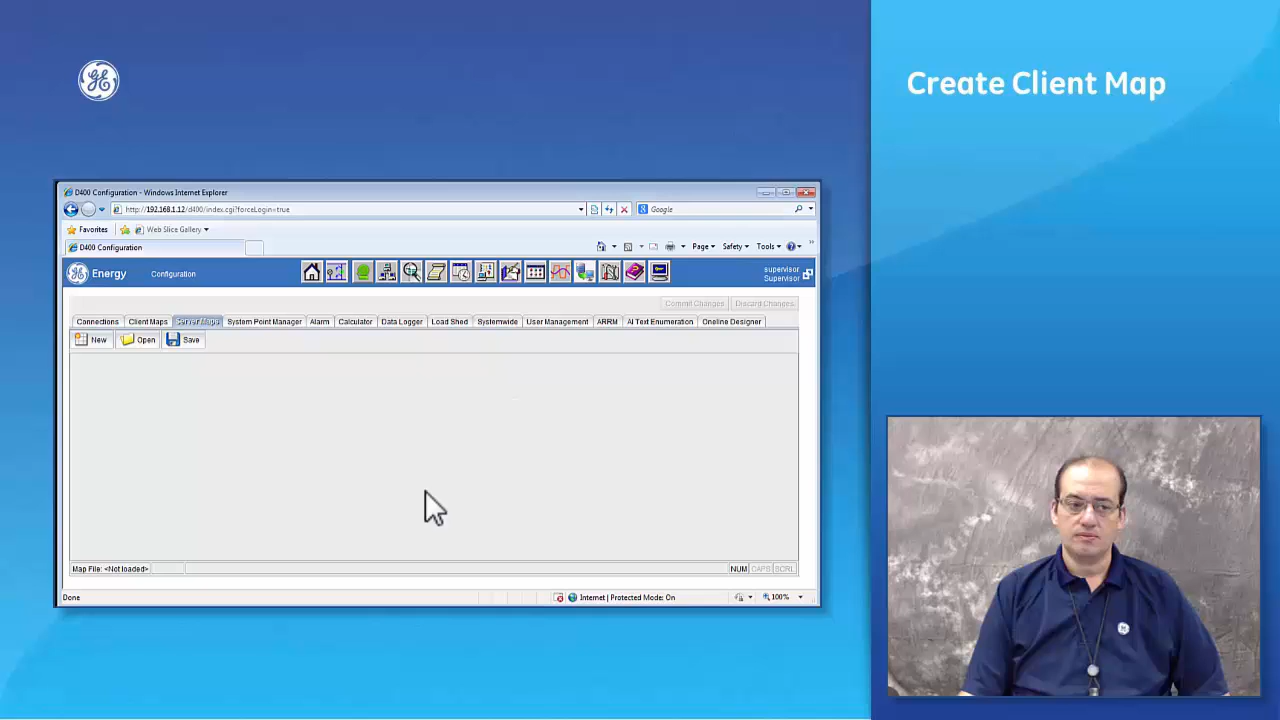 Create Client Map
D400 Configuration - Windows Internet Explorer
http://192.168.1.12/d400/index.cgi?forceLogin=true
Google
Favorites
Web Slice Gallery
D400 Configuration
Page
Safety
Tools
Energy
Configuration
supervisor
Supervisor
Commit Changes
Discard Changes
Connections
Client Maps
Server Maps
System Point Manager
Alarm
Calculator
Data Logger
Load Shed
Systemwide
User Management
ARRM
AI Text Enumeration
Oneline Designer
New
Open
Save
Map File: <Not loaded>
NUM
CAPS
SCRL
Done
Internet | Protected Mode: On
100%